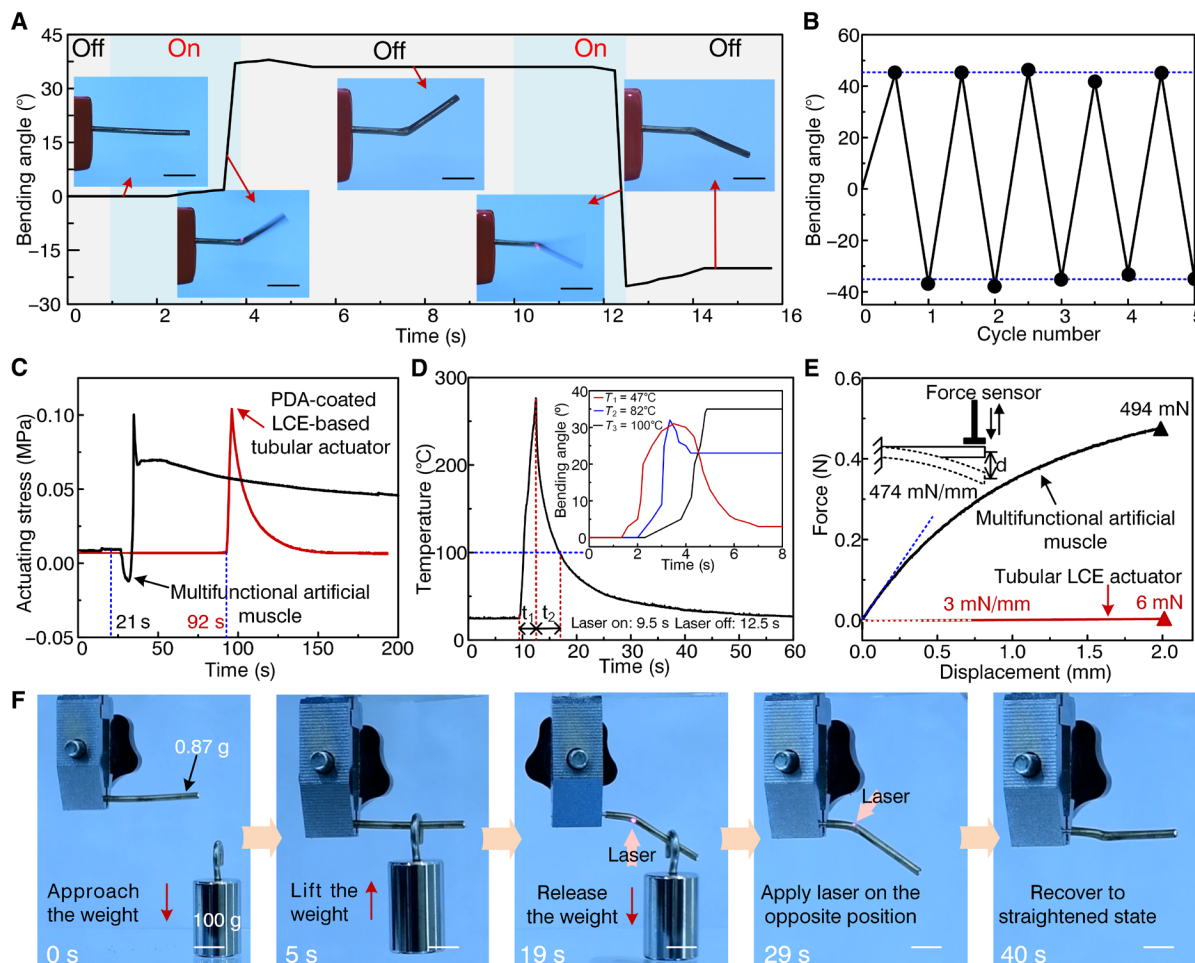 A
Off
On
Off
On
Off
45
30
15
0
−15
−30
Bending angle (°)
0
2
4
6
8
10
12
14
16
Time (s)
B
60
40
20
0
−20
−40
Bending angle (°)
0
1
2
3
4
5
Cycle number
C
PDA-coated
LCE-based
tubular actuator
0.10
0.05
0.00
−0.05
Actuating stress (MPa)
Multifunctional artificial
muscle
21 s
92 s
0
50
100
150
200
Time (s)
D
300
200
100
0
Temperature (°C)
t1
t2
Laser on: 9.5 s Laser off: 12.5 s
0
10
20
30
40
50
60
Time (s)
T1 = 47°C
T2 = 82°C
T3 = 100°C
40
30
20
10
0
Bending angle (°)
0
2
4
6
8
Time (s)
E
0.6
0.4
0.2
0.0
Force (N)
Force sensor
d
494 mN
474 mN/mm
Multifunctional artificial
muscle
Tubular LCE actuator
3 mN/mm
6 mN
0.0
0.5
1.0
1.5
2.0
Displacement (mm)
F
0.87 g
Approach
the weight
100 g
0 s
Lift the
weight
5 s
Laser
Release
the weight
19 s
Laser
Apply laser on the
opposite position
29 s
Recover to
straightened state
40 s